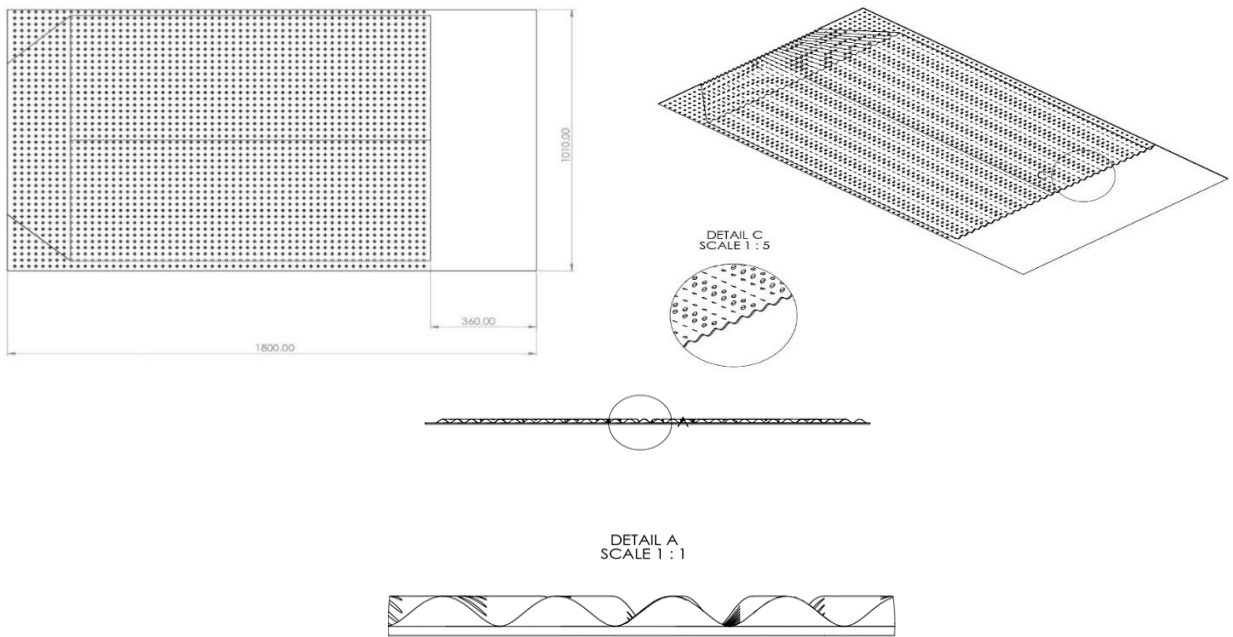 1010.00
360.00
1800.00
C
DETAIL C
SCALE 1 : 5
A
DETAIL A
SCALE 1 : 1